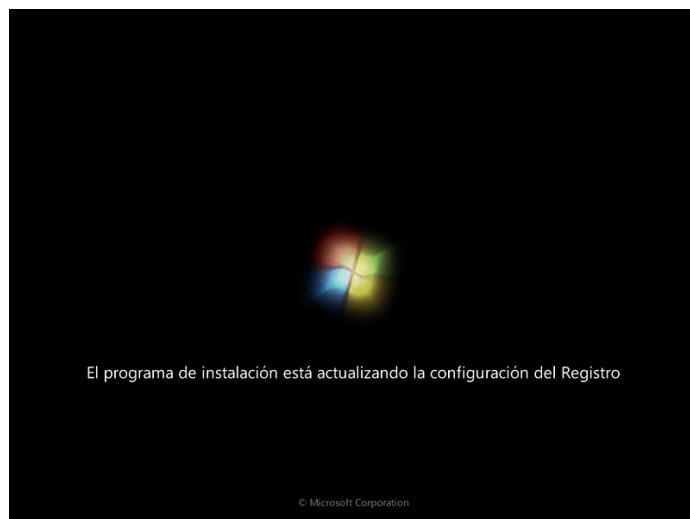 El programa de instalación está actualizando la configuración del Registro
© Microsoft Corporation